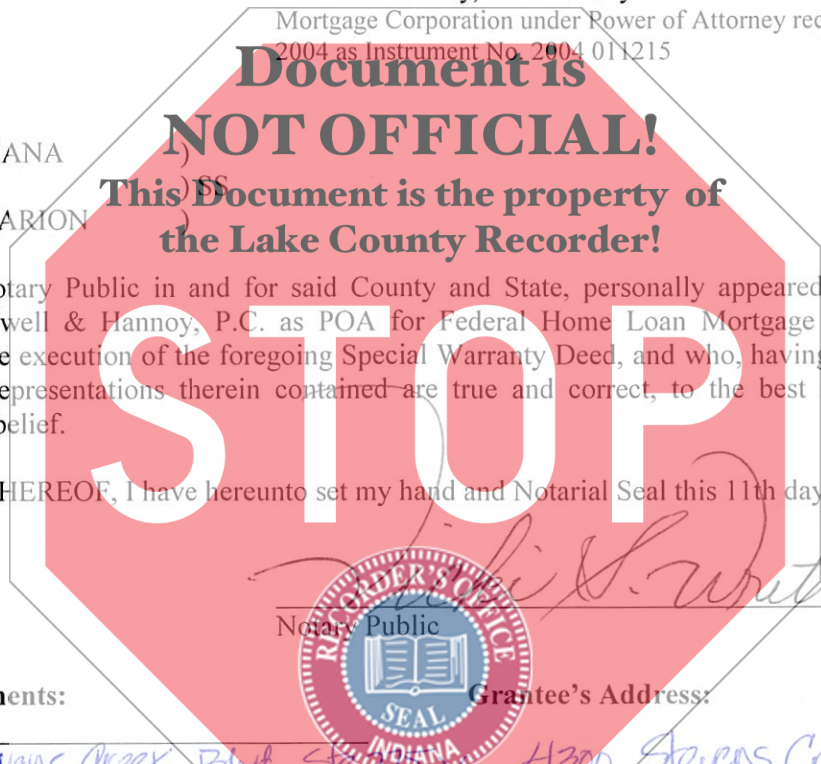 Mortgage Corporation under Power of Attorney rec
2004 as Instrument No. 2004 011215
Document is
NOT OFFICIAL!
ANA )
This Document is the property of
) SS
ARION )
the Lake County Recorder!
otary Public in and for said County and State, personally appeared
well & Hannoy, P.C. as POA for Federal Home Loan Mortgage
e execution of the foregoing Special Warranty Deed, and who, having
epresentations therein contained are true and correct, to the best
belief.
STOP!
HEREOF, I have hereunto set my hand and Notarial Seal this 11th day
Notary Public
RECORDER'S OFFICE
SEAL
INDIANA
ents:
Grantee's Address:
4300 Stevens